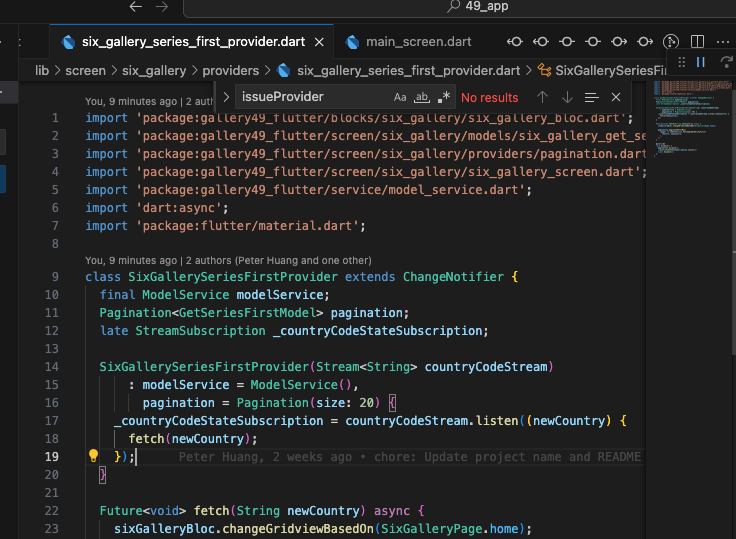 49_app
six_gallery_series_first_provider.dart
main_screen.dart
lib > screen > six_gallery > providers > six_gallery_series_first_provider.dart > SixGallerySeriesFi
issueProvider
Aa ab .* No results
You, 9 minutes ago | 2 auth
1 import 'package:gallery49_flutter/blocks/six_gallery/six_gallery_bloc.dart';
2 import 'package:gallery49_flutter/screen/six_gallery/models/six_gallery_get_se
3 import 'package:gallery49_flutter/screen/six_gallery/providers/pagination.dart
4 import 'package:gallery49_flutter/screen/six_gallery/six_gallery_screen.dart';
5 import 'package:gallery49_flutter/service/model_service.dart';
6 import 'dart:async';
7 import 'package:flutter/material.dart';
8
You, 9 minutes ago | 2 authors (Peter Huang and one other)
9 class SixGallerySeriesFirstProvider extends ChangeNotifier {
10 final ModelService modelService;
11 Pagination<GetSeriesFirstModel> pagination;
12 late StreamSubscription _countryCodeStateSubscription;
13
14 SixGallerySeriesFirstProvider(Stream<String> countryCodeStream)
15 : modelService = ModelService(),
16 pagination = Pagination(size: 20) {
17 _countryCodeStateSubscription = countryCodeStream.listen((newCountry) {
18 fetch(newCountry);
19 }); Peter Huang, 2 weeks ago • chore: Update project name and README
20 }
21
22 Future<void> fetch(String newCountry) async {
23 sixGalleryBloc.changeGridviewBasedOn(SixGalleryPage.home);